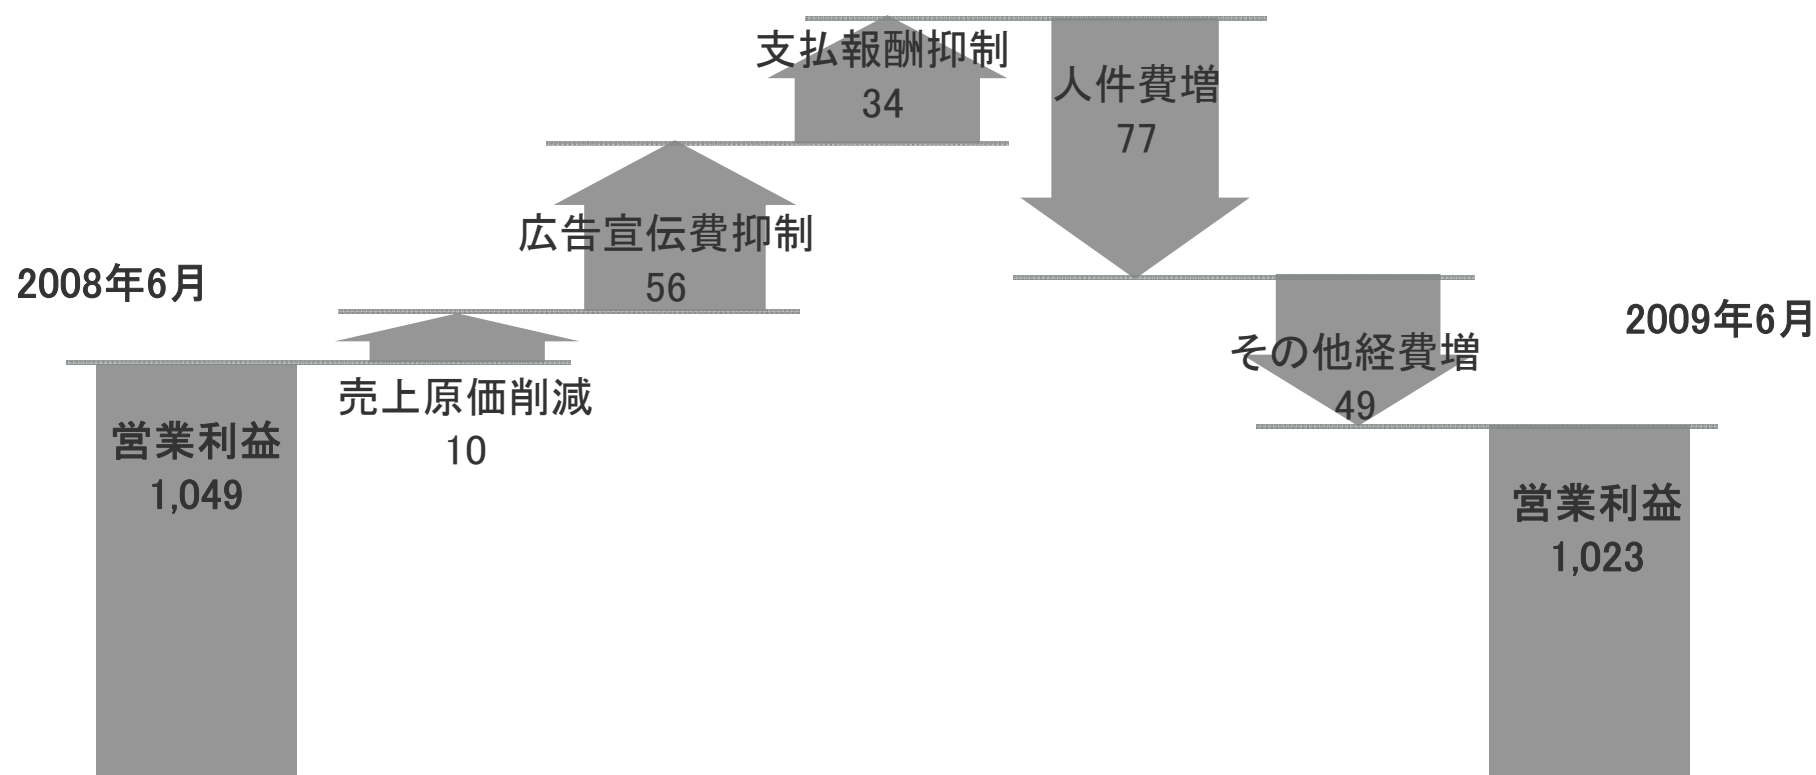 2008年6月
営業利益
1,049
売上原価削減
10
広告宣伝費抑制
56
支払報酬抑制
34
人件費増
77
その他経費増
49
2009年6月
営業利益
1,023